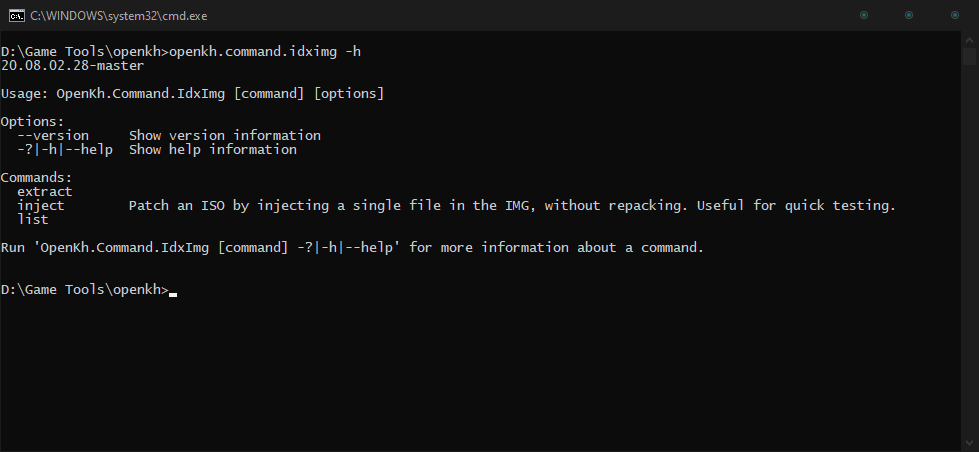 C:\WINDOWS\system32\cmd.exe
D:\Game Tools\openkh>openkh.command.idximg -h
20.08.02.28-master
Usage: OpenKh.Command.IdxImg [command] [options]
Options:
--version Show version information
-?|-h|--help Show help information
Commands:
extract
inject Patch an ISO by injecting a single file in the IMG, without repacking. Useful for quick testing.
list
Run 'OpenKh.Command.IdxImg [command] -?|-h|--help' for more information about a command.
D:\Game Tools\openkh>